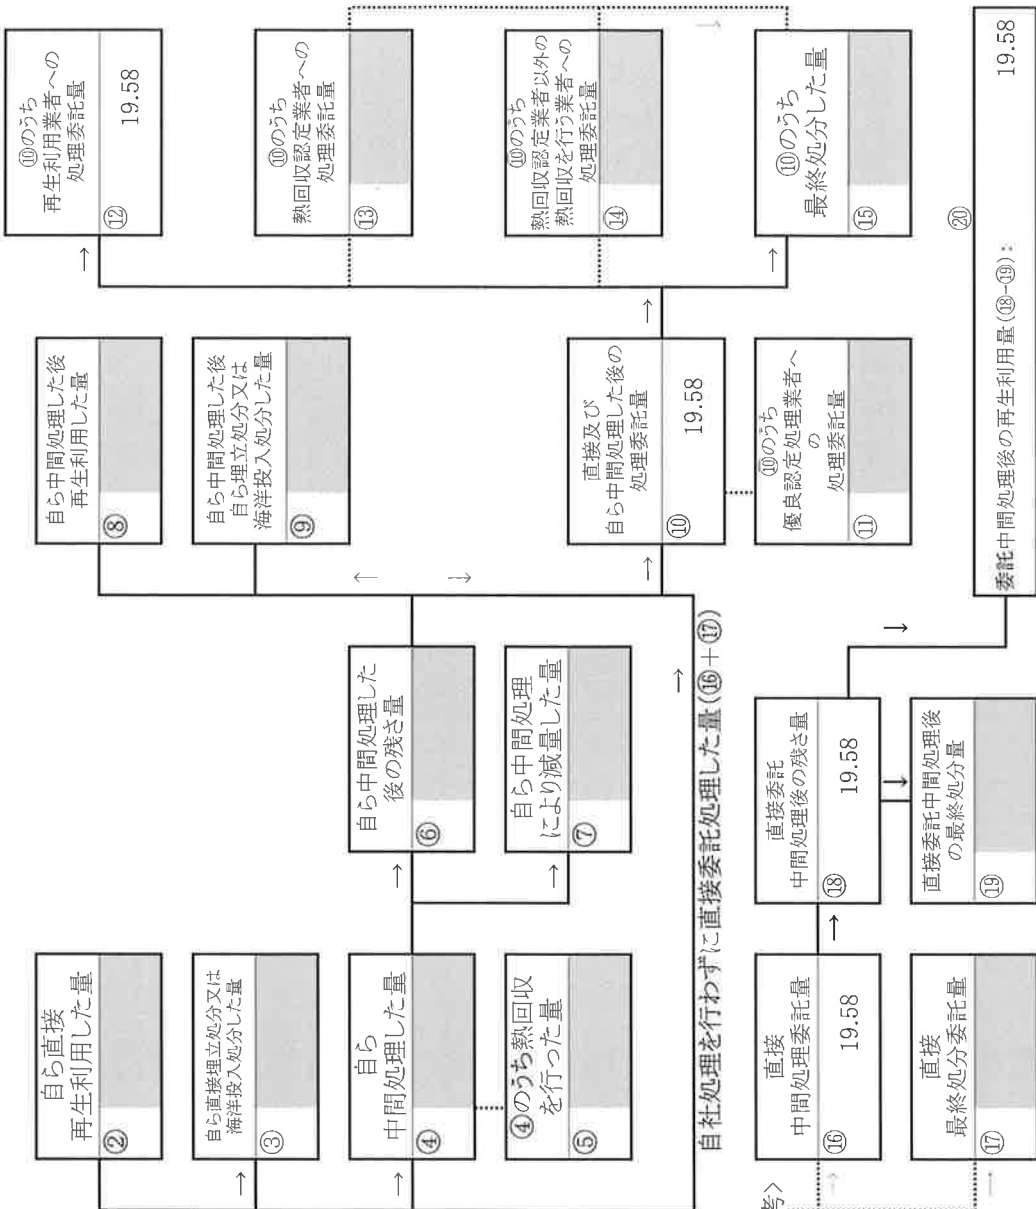 ②
自ら直接
再生利用した量
③
自ら直接埋立処分又は
海洋投入処分した量
④
自ら
中間処理した量
⑤
④のうち熱回収
を行った量
⑥
自ら中間処理した
後の残さ量
⑦
自ら中間処理
により減量した量
⑧
自ら中間処理した後
再生利用した量
⑨
自ら中間処理した後
自ら埋立処分又は
海洋投入処分した量
⑩
直接及び
自ら中間処理した後の
処理委託量
19.58
⑪
⑩のうち
優良認定処理業者へ
の
処理委託量
⑫
⑩のうち
再生利用業者への
処理委託量
19.58
⑬
⑩のうち
熱回収認定業者への
処理委託量
⑭
⑩のうち
熱回収認定業者以外の
熱回収を行う業者への
処理委託量
⑮
⑩のうち
最終処分した量
自社処理を行わずに直接委託処理した量(⑯+⑰)
考>
⑯
直接
中間処理委託量
19.58
⑰
直接
最終処分委託量
⑱
直接委託
中間処理後の残さ量
19.58
⑲
直接委託中間処理後
の最終処分量
⑳
委託中間処理後の再生利用量(⑱-⑲): 19.58